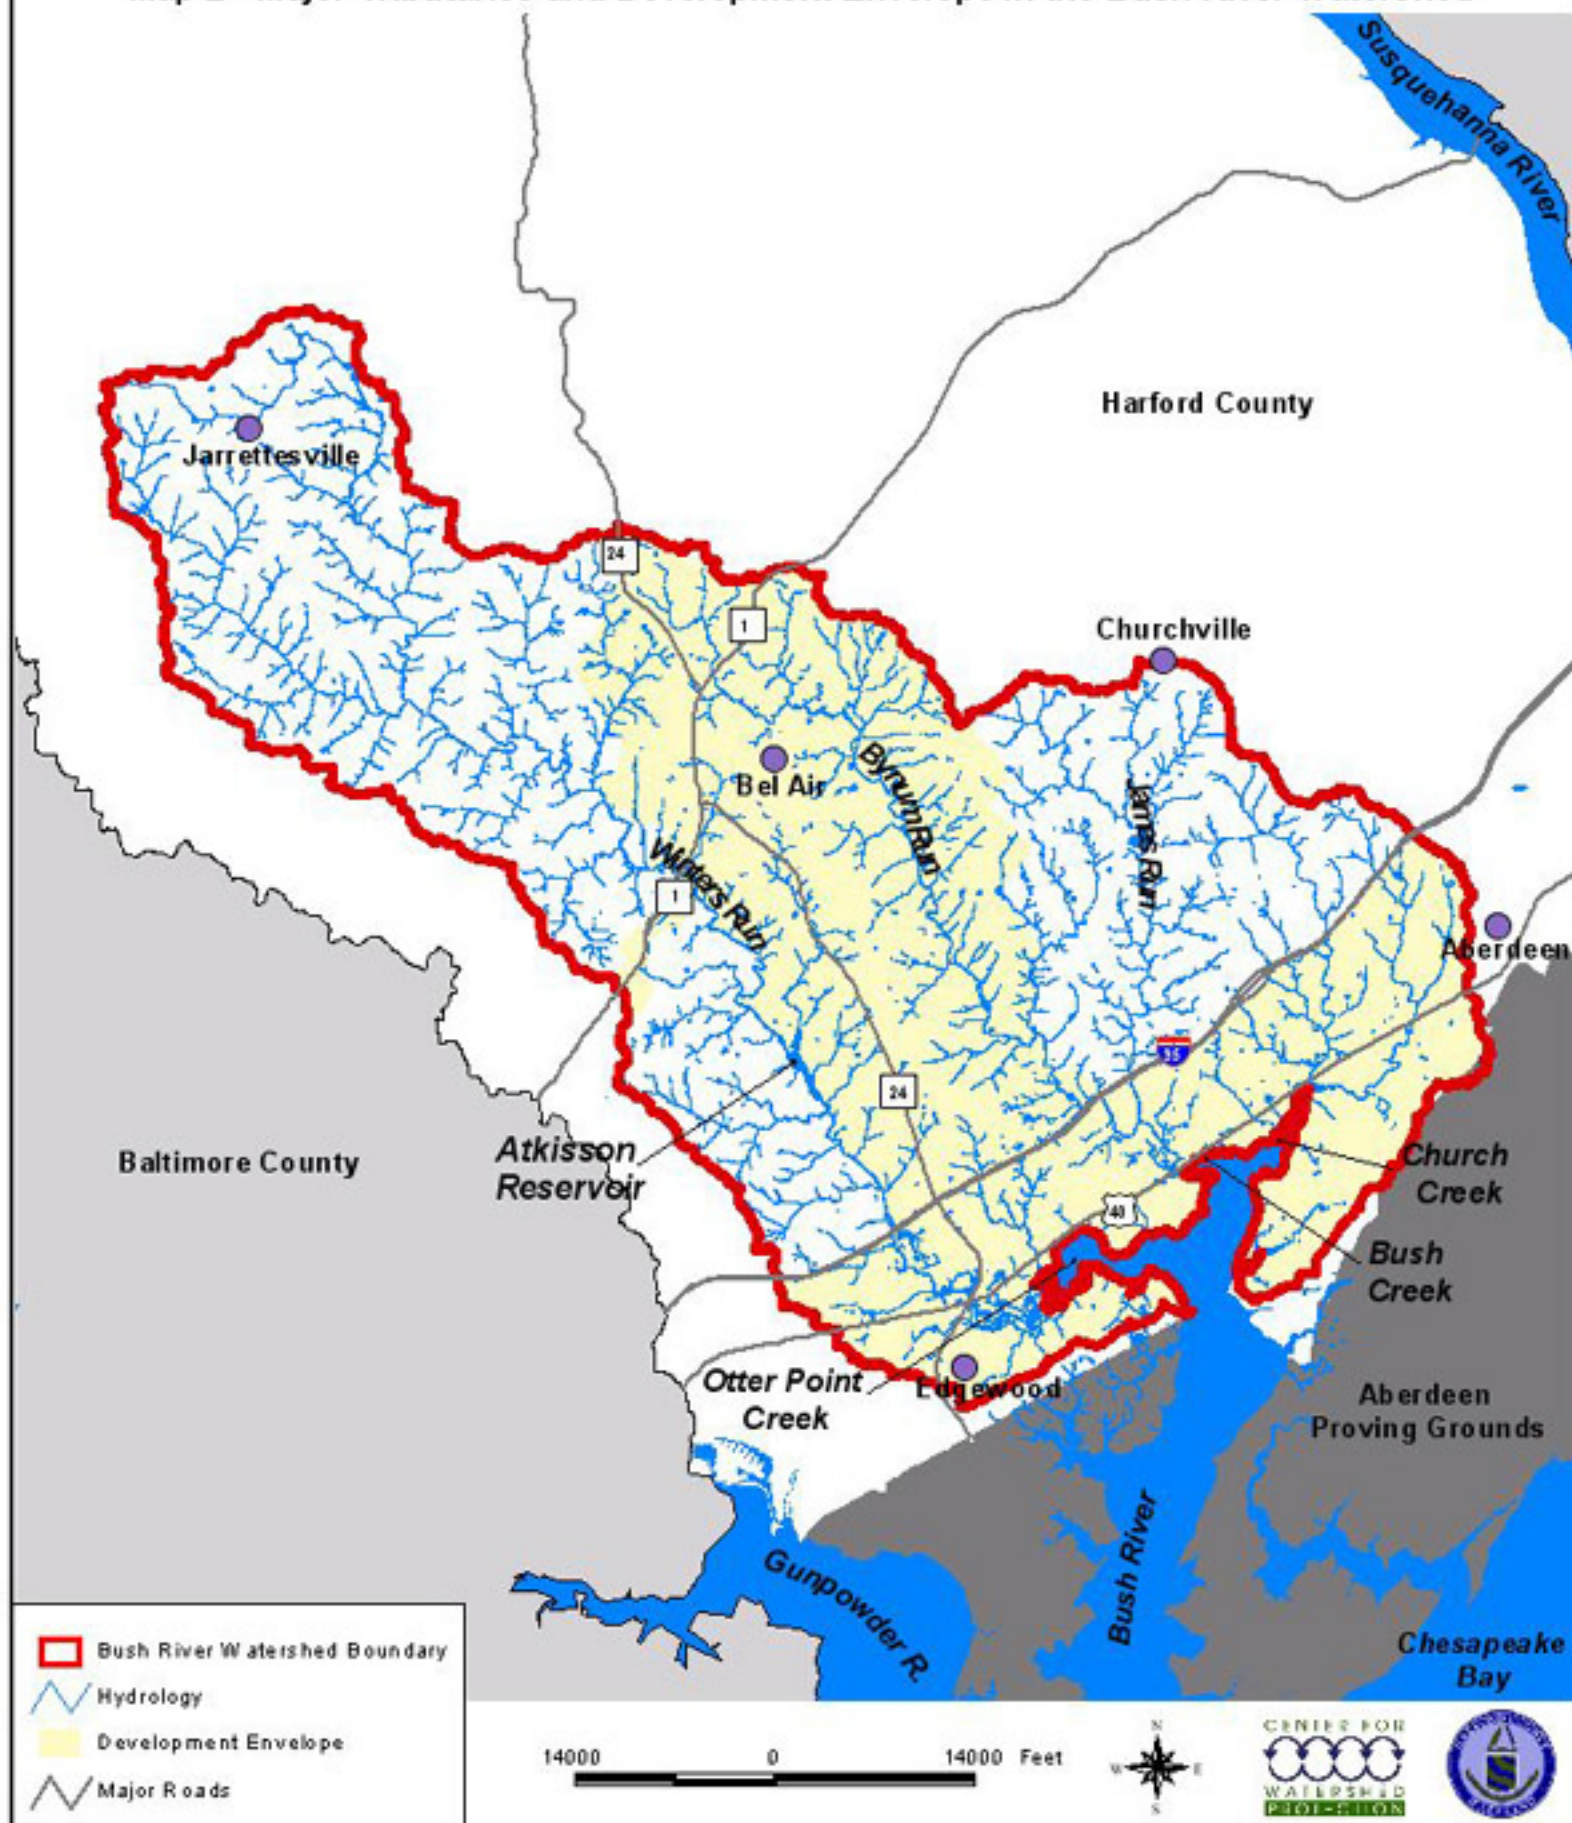 Susquehanna River
Harford County
Jarrettesville
24
1
Churchville
Bel Air
Bynum Run
James Run
Winters Run
1
Aberdeen
95
24
Baltimore County
Atkisson
Reservoir
Church
Creek
40
Bush
Creek
Otter Point
Creek
Edgewood
Aberdeen
Proving Grounds
Bush River
Gunpowder R.
Chesapeake
Bay
Bush River Watershed Boundary
Hydrology
Development Envelope
Major Roads
14000 0 14000 Feet
N
W E
S
CENTER FOR
WATERSHED
PROTECTION